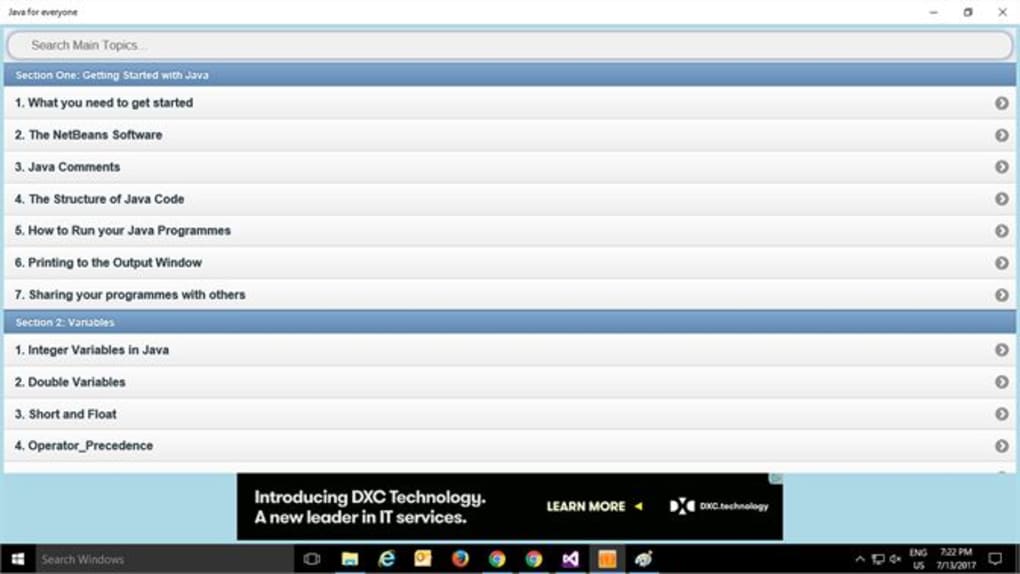 Java for everyone
Search Main Topics...
Section One: Getting Started with Java
1. What you need to get started
2. The NetBeans Software
3. Java Comments
4. The Structure of Java Code
5. How to Run your Java Programmes
6. Printing to the Output Window
7. Sharing your programmes with others
Section 2: Variables
1. Integer Variables in Java
2. Double Variables
3. Short and Float
4. Operator_Precedence
Introducing DXC Technology.
A new leader in IT services.
LEARN MORE
DXC.technology
Search Windows
ENG
US
7:22 PM
7/13/2017